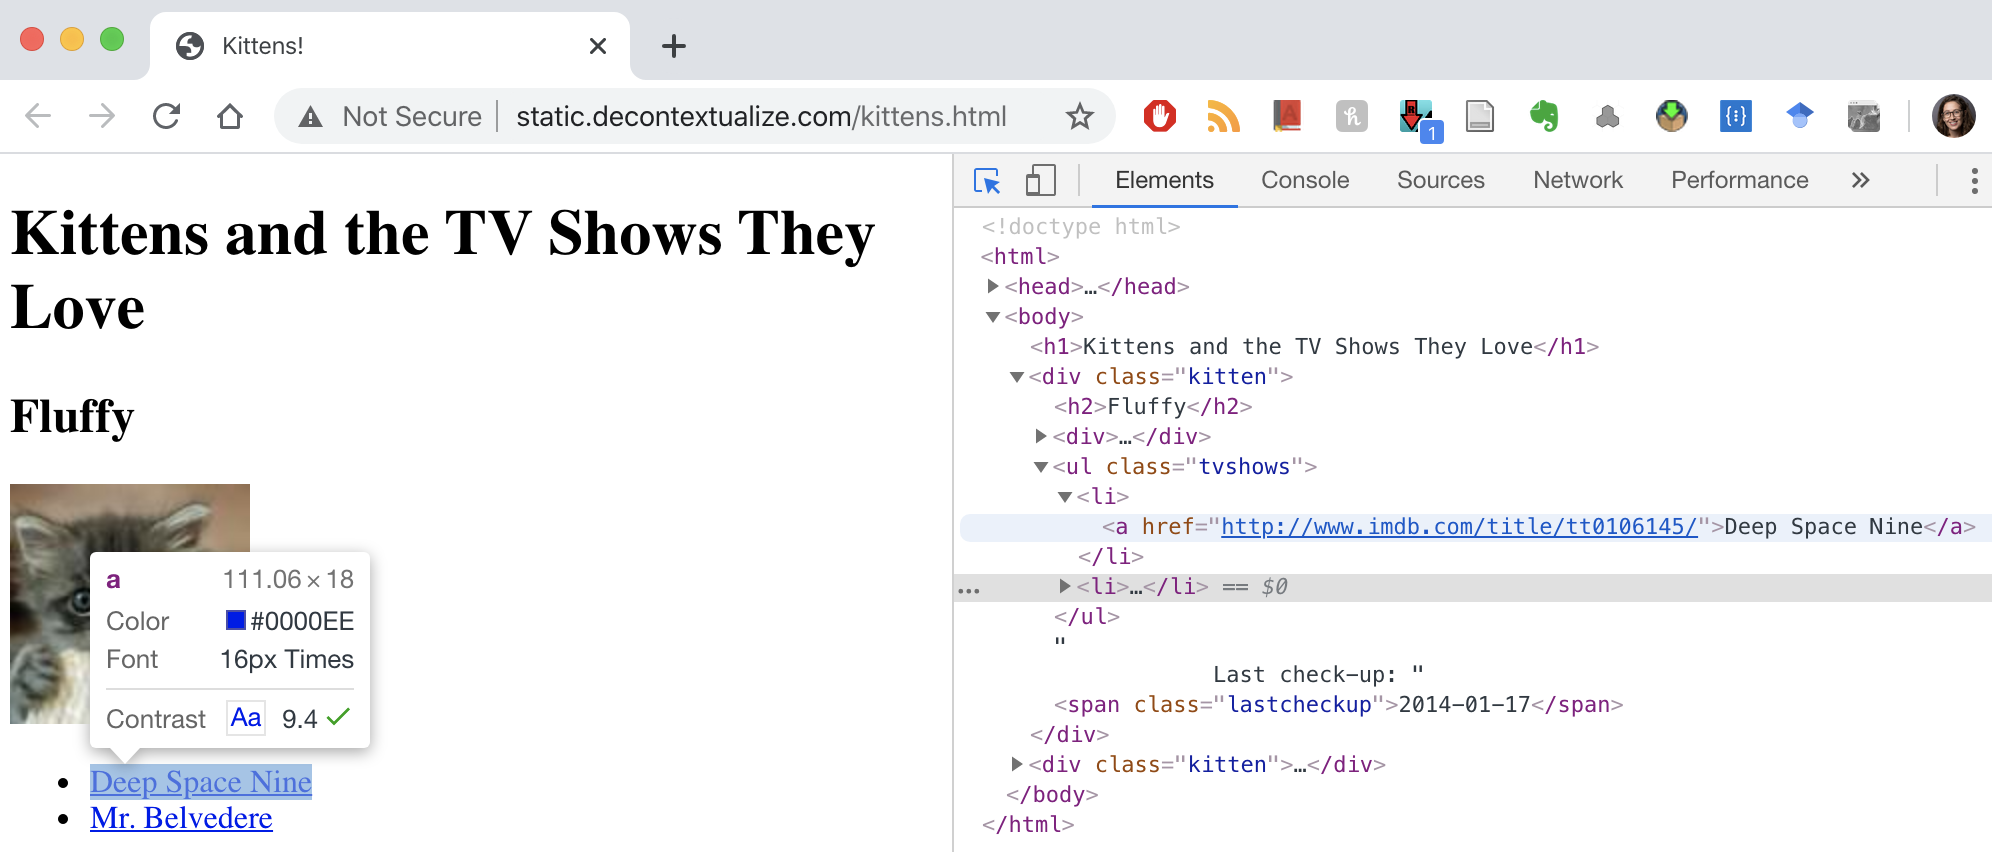 Kittens!
Not Secure | static.decontextualize.com/kittens.html
1
Elements Console Sources Network Performance »
Kittens and the TV Shows They
Love
Fluffy
a 111.06 × 18
Color #0000EE
Font 16px Times
Contrast Aa 9.4
• Deep Space Nine
• Mr. Belvedere
<!doctype html>
<html>
<head>…</head>
<body>
<h1>Kittens and the TV Shows They Love</h1>
<div class="kitten">
<h2>Fluffy</h2>
<div>…</div>
<ul class="tvshows">
<li>
<a href="http://www.imdb.com/title/tt0106145/">Deep Space Nine</a>
</li>
… <li>…</li> == $0
</ul>
"
Last check-up: "
<span class="lastcheckup">2014-01-17</span>
</div>
<div class="kitten">…</div>
</body>
</html>